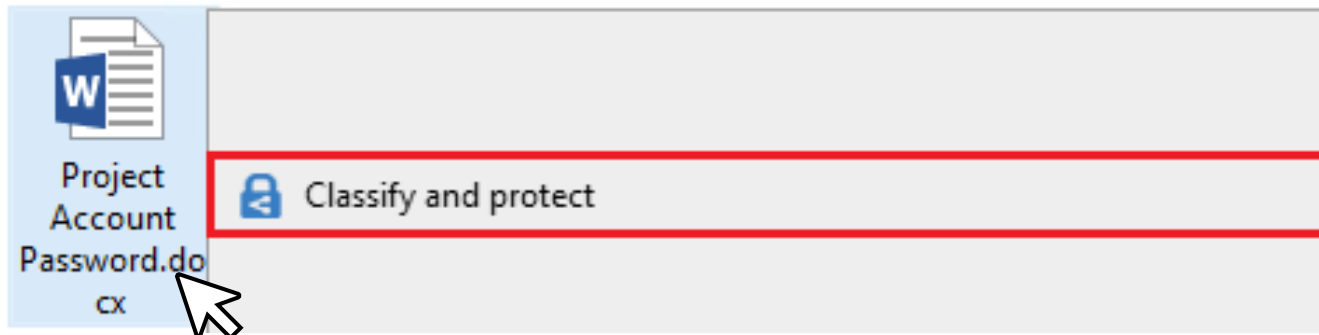 W
Project
Account
Password.do
cx
Classify and protect